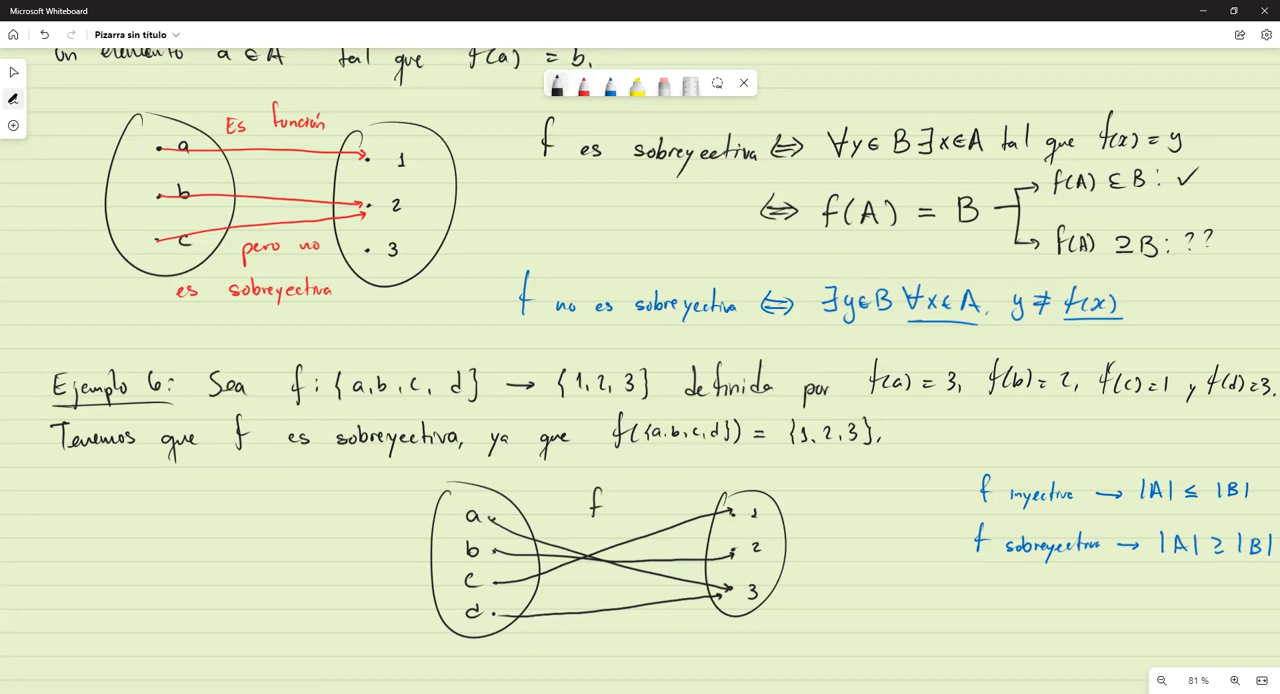 Microsoft Whiteboard
Pizarra sin título
un elemento a ∈ A tal que f(a) = b.
Es función
a
b
c
1
2
3
pero no
es sobreyectiva
f es sobreyectiva ⇔ ∀y ∈ B ∃x ∈ A tal que f(x) = y
⇔ f(A) = B
f(A) ⊆ B : ✓
f(A) ⊇ B : ??
f no es sobreyectiva ⇔ ∃y ∈ B ∀x ∈ A, y ≠ f(x)
Ejemplo 6: Sea f : {a, b, c, d} → {1, 2, 3} definida por f(a) = 3, f(b) = 2, f(c) = 1 y f(d) = 3.
Tenemos que f es sobreyectiva, ya que f({a, b, c, d}) = {1, 2, 3}.
f
a
b
c
d
1
2
3
f inyectiva → |A| ≤ |B|
f sobreyectiva → |A| ≥ |B|
81 %